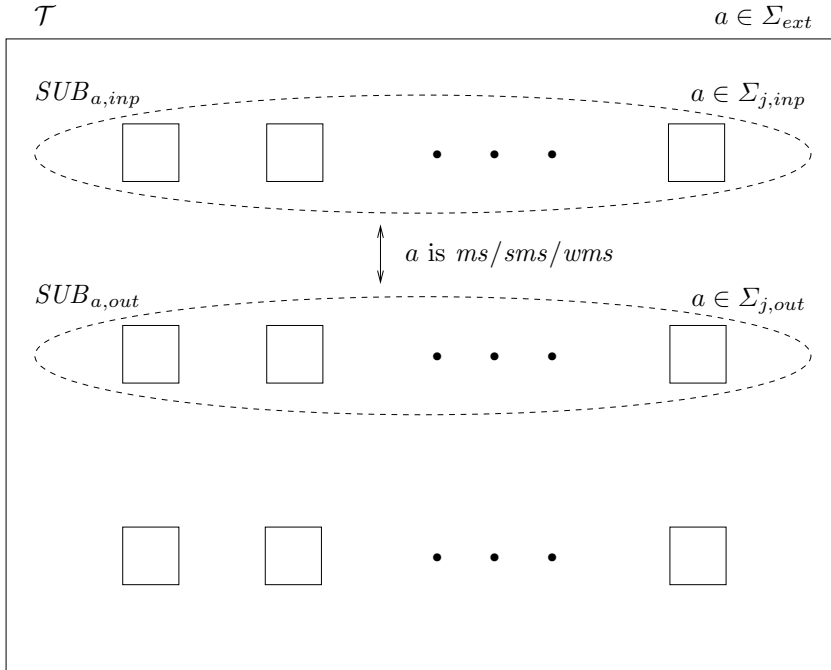 𝒯 a ∈ Σ_ext
SUB_a,inp a ∈ Σ_j,inp
a is ms/sms/wms
SUB_a,out a ∈ Σ_j,out